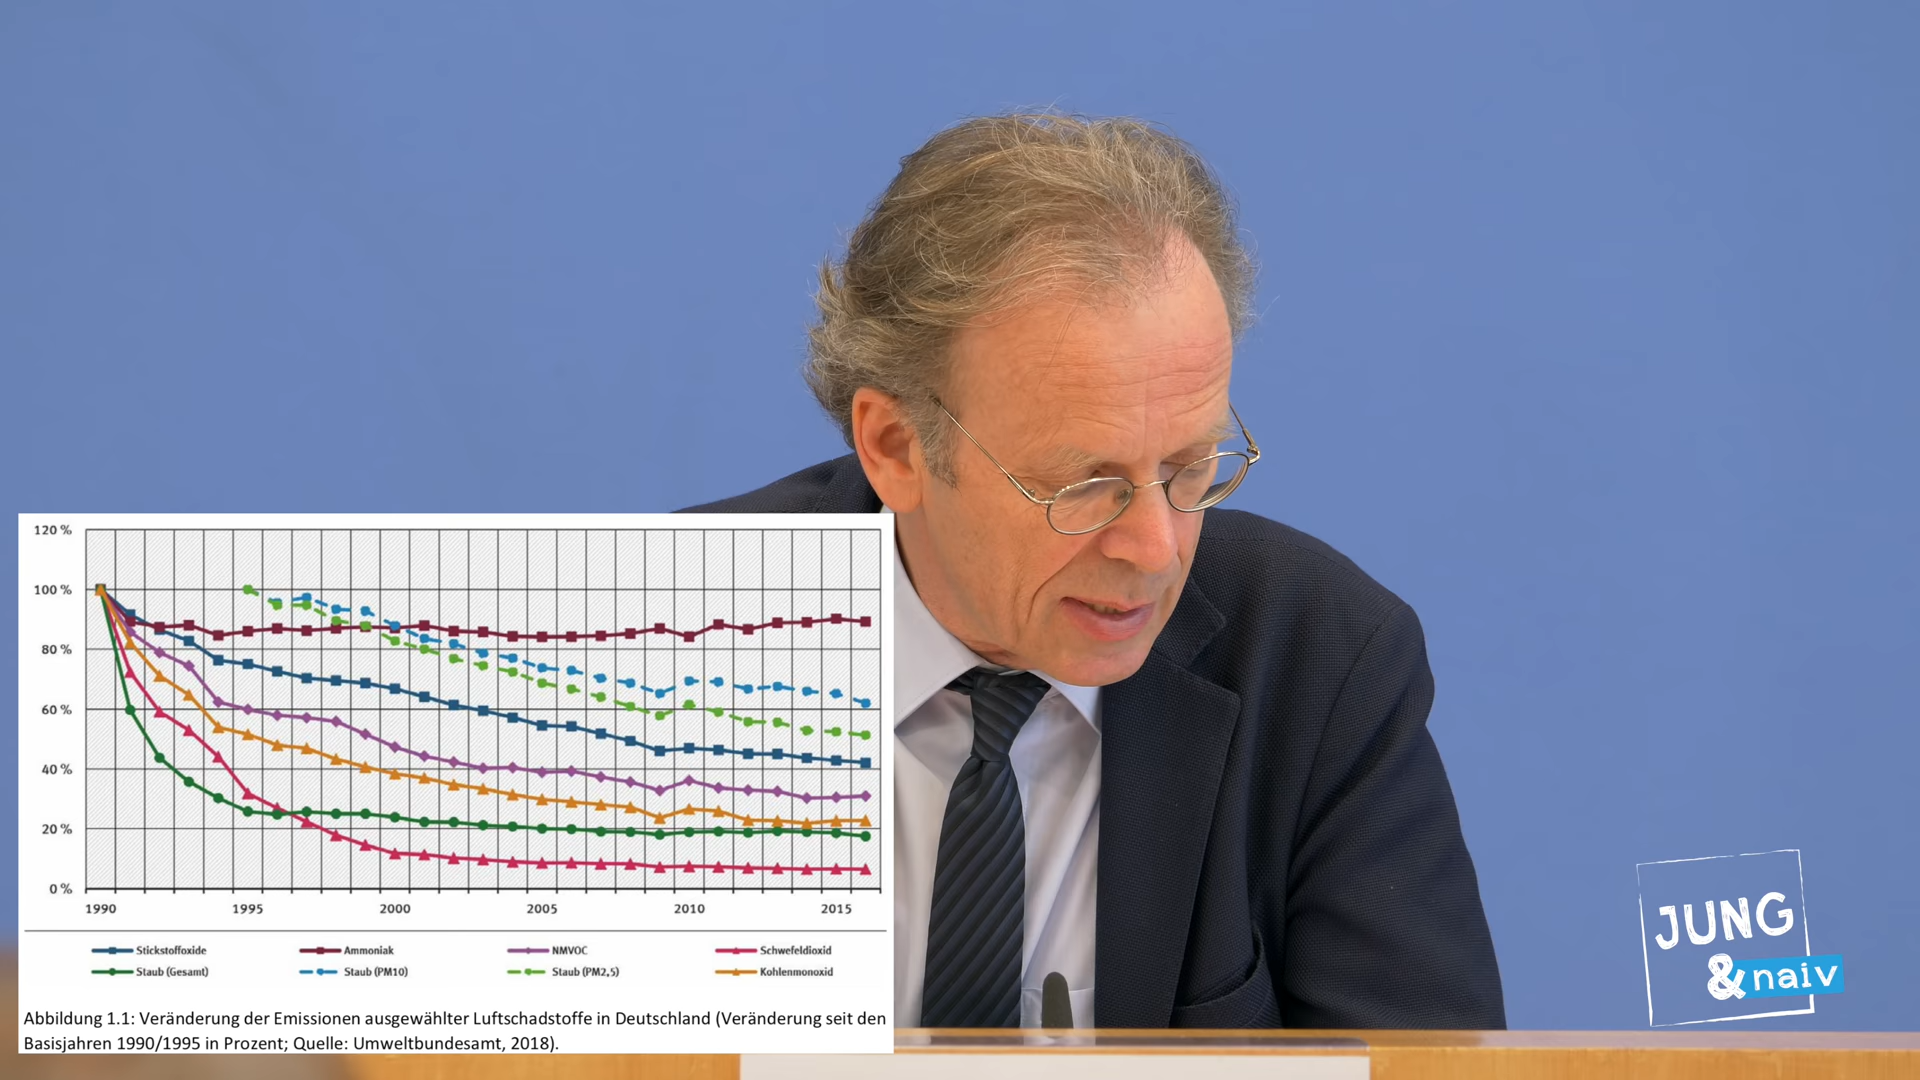 120 %
100 %
80 %
60 %
40 %
20 %
0 %
1990 1995 2000 2005 2010 2015
Stickstoffoxide Ammoniak NMVOC Schwefeldioxid
Staub (Gesamt) Staub (PM10) Staub (PM2,5) Kohlenmonoxid
Abbildung 1.1: Veränderung der Emissionen ausgewählter Luftschadstoffe in Deutschland (Veränderung seit den
Basisjahren 1990/1995 in Prozent; Quelle: Umweltbundesamt, 2018).
JUNG
& naiv